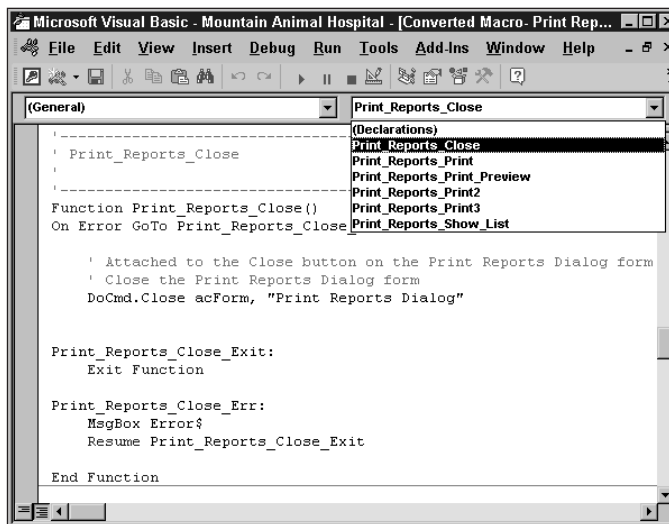 Microsoft Visual Basic - Mountain Animal Hospital - [Converted Macro- Print Rep...
File Edit View Insert Debug Run Tools Add-Ins Window Help
(General)
Print_Reports_Close
(Declarations)
Print_Reports_Close
Print_Reports_Print
Print_Reports_Print_Preview
Print_Reports_Print2
Print_Reports_Print3
Print_Reports_Show_List
'------------------------------------
' Print_Reports_Close
'
'------------------------------------
Function Print_Reports_Close()
On Error GoTo Print_Reports_Close_
' Attached to the Close button on the Print Reports Dialog form
' Close the Print Reports Dialog form
DoCmd.Close acForm, "Print Reports Dialog"
Print_Reports_Close_Exit:
Exit Function
Print_Reports_Close_Err:
MsgBox Error$
Resume Print_Reports_Close_Exit
End Function